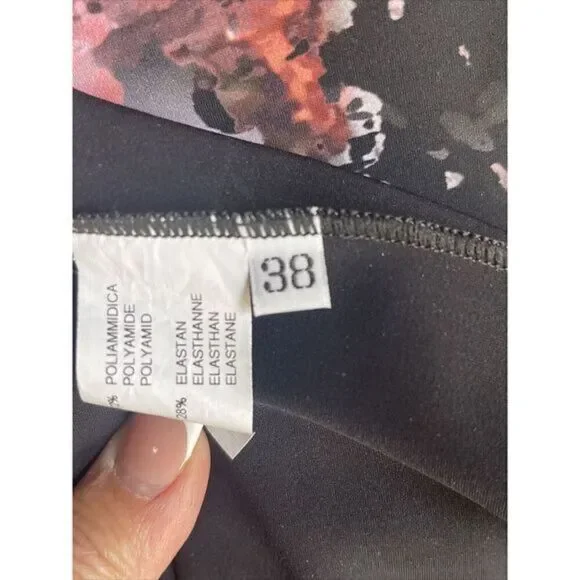 38
% POLIAMMIDICA
POLYAMIDE
POLYAMID
28% ELASTAN
ELASTHANNE
ELASTHAN
ELASTANE